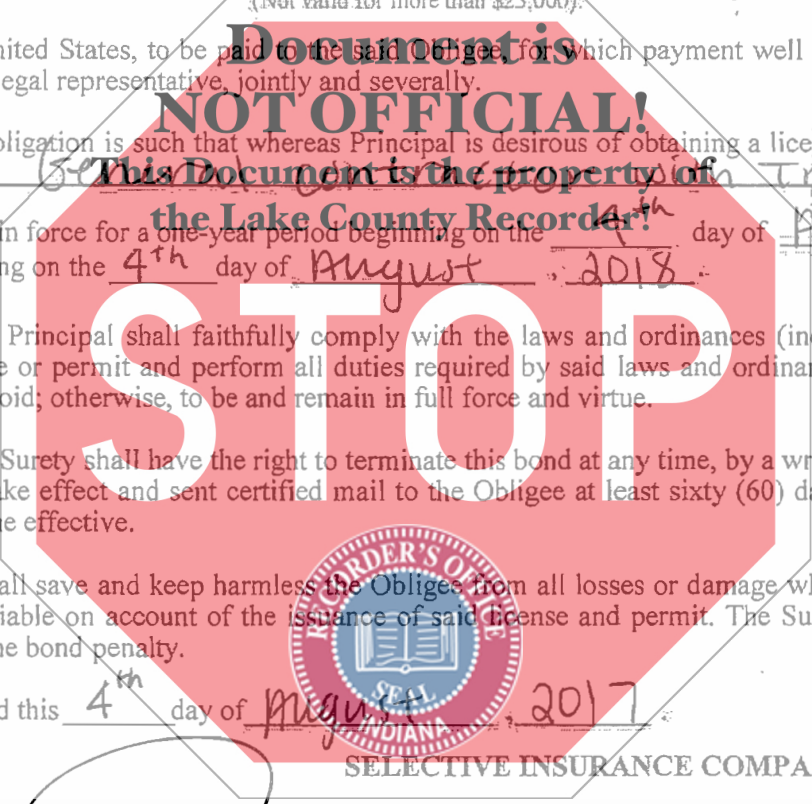 (Not valid for more than $25,000).
nited States, to be paid to the said Obligee, for which payment well
egal representative, jointly and severally.
Document is
NOT OFFICIAL!
This Document is the property of
the Lake County Recorder!
bligation is such that whereas Principal is desirous of obtaining a lice
General Contractor with
in force for a one-year period beginning on the 4th day of
ng on the 4th day of August, 2018.
STOP
Principal shall faithfully comply with the laws and ordinances (in
e or permit and perform all duties required by said laws and ordina
oid; otherwise, to be and remain in full force and virtue.
Surety shall have the right to terminate this bond at any time, by a wr
ke effect and sent certified mail to the Obligee at least sixty (60) da
ne effective.
all save and keep harmless the Obligee from all losses or damage wh
iable on account of the issuance of said license and permit. The Su
ne bond penalty.
RECORDER'S OFFICE
SEAL
INDIANA
d this 4th day of August, 2017.
SELECTIVE INSURANCE COMPA